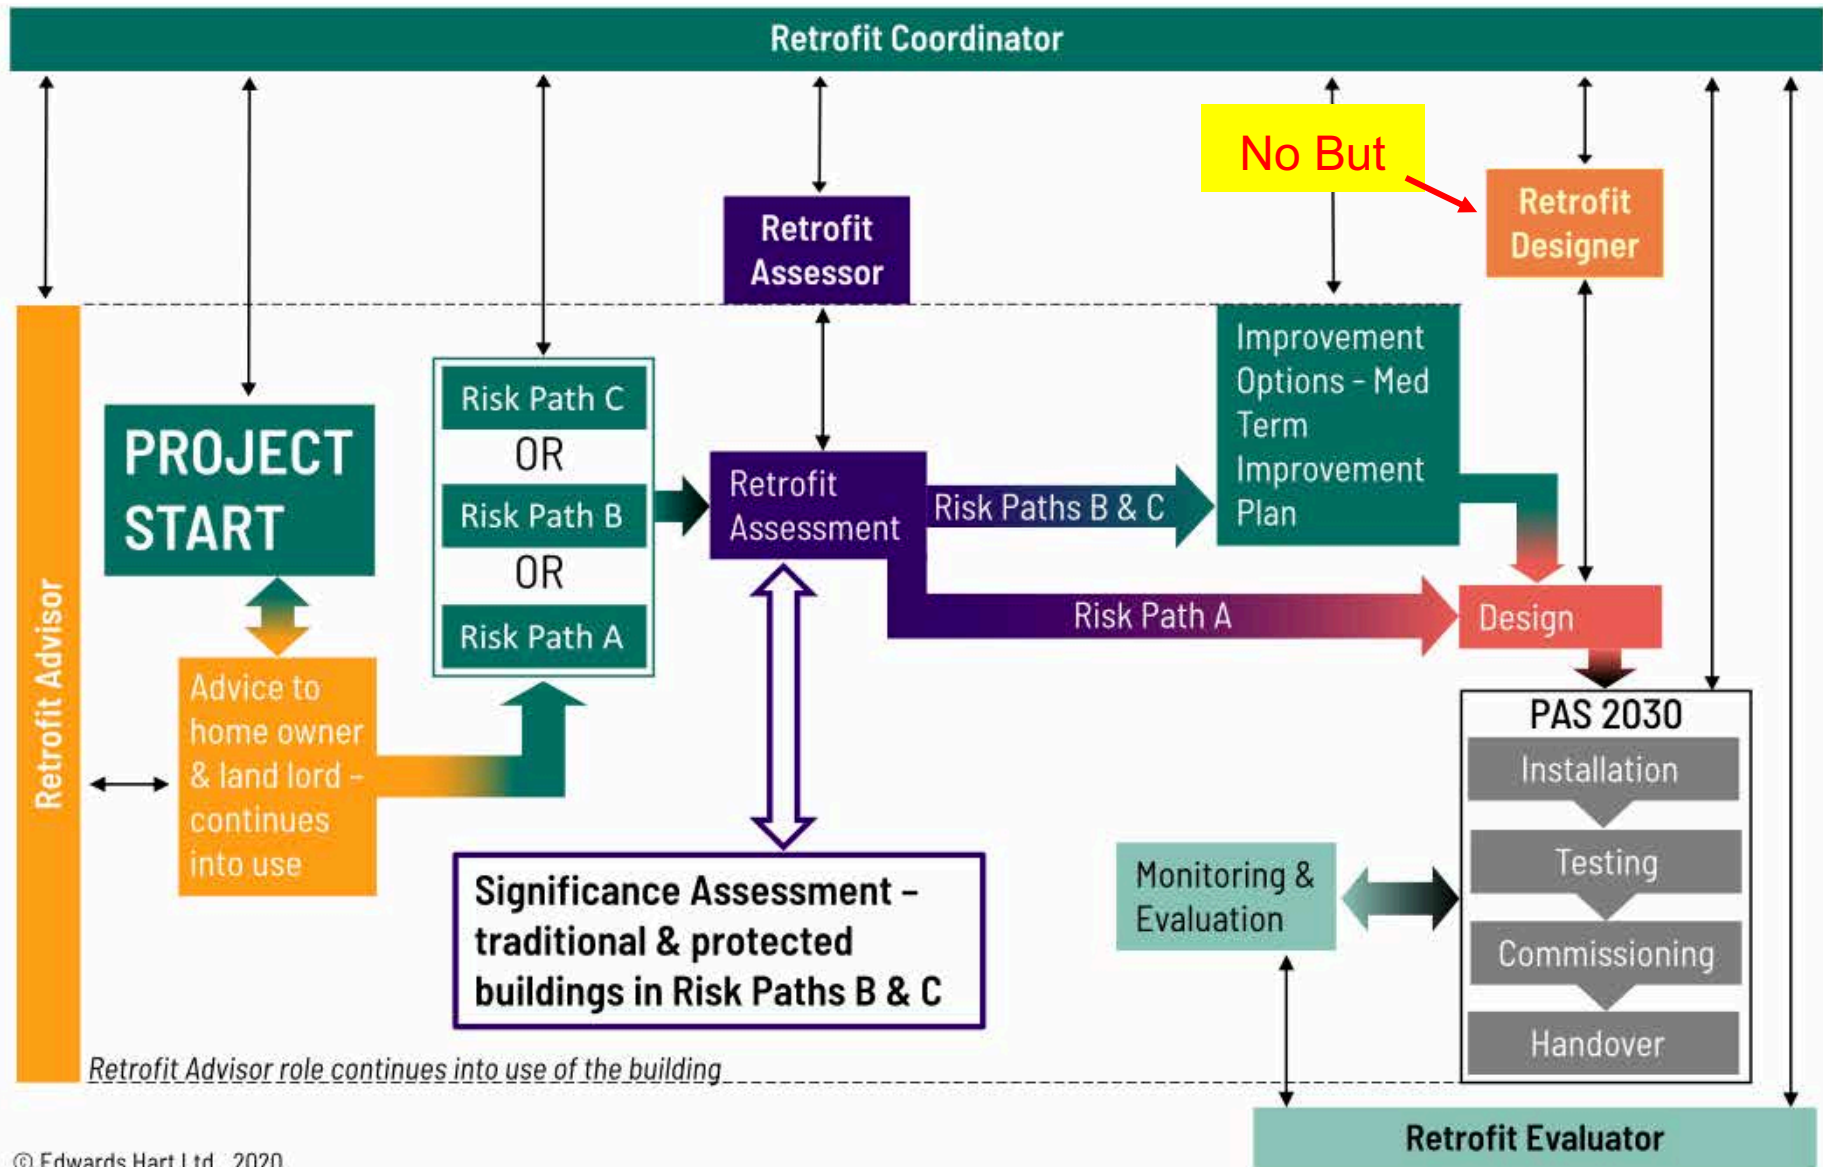 Retrofit Coordinator
No But
Retrofit
Designer
Retrofit
Assessor
Retrofit Advisor
PROJECT
START
Advice to
home owner
& land lord –
continues
into use
Risk Path C
OR
Risk Path B
OR
Risk Path A
Retrofit
Assessment
Risk Paths B & C
Risk Path A
Improvement
Options – Med
Term
Improvement
Plan
Design
Significance Assessment –
traditional & protected
buildings in Risk Paths B & C
PAS 2030
Installation
Testing
Commissioning
Handover
Monitoring &
Evaluation
Retrofit Advisor role continues into use of the building
Retrofit Evaluator
© Edwards Hart Ltd, 2020